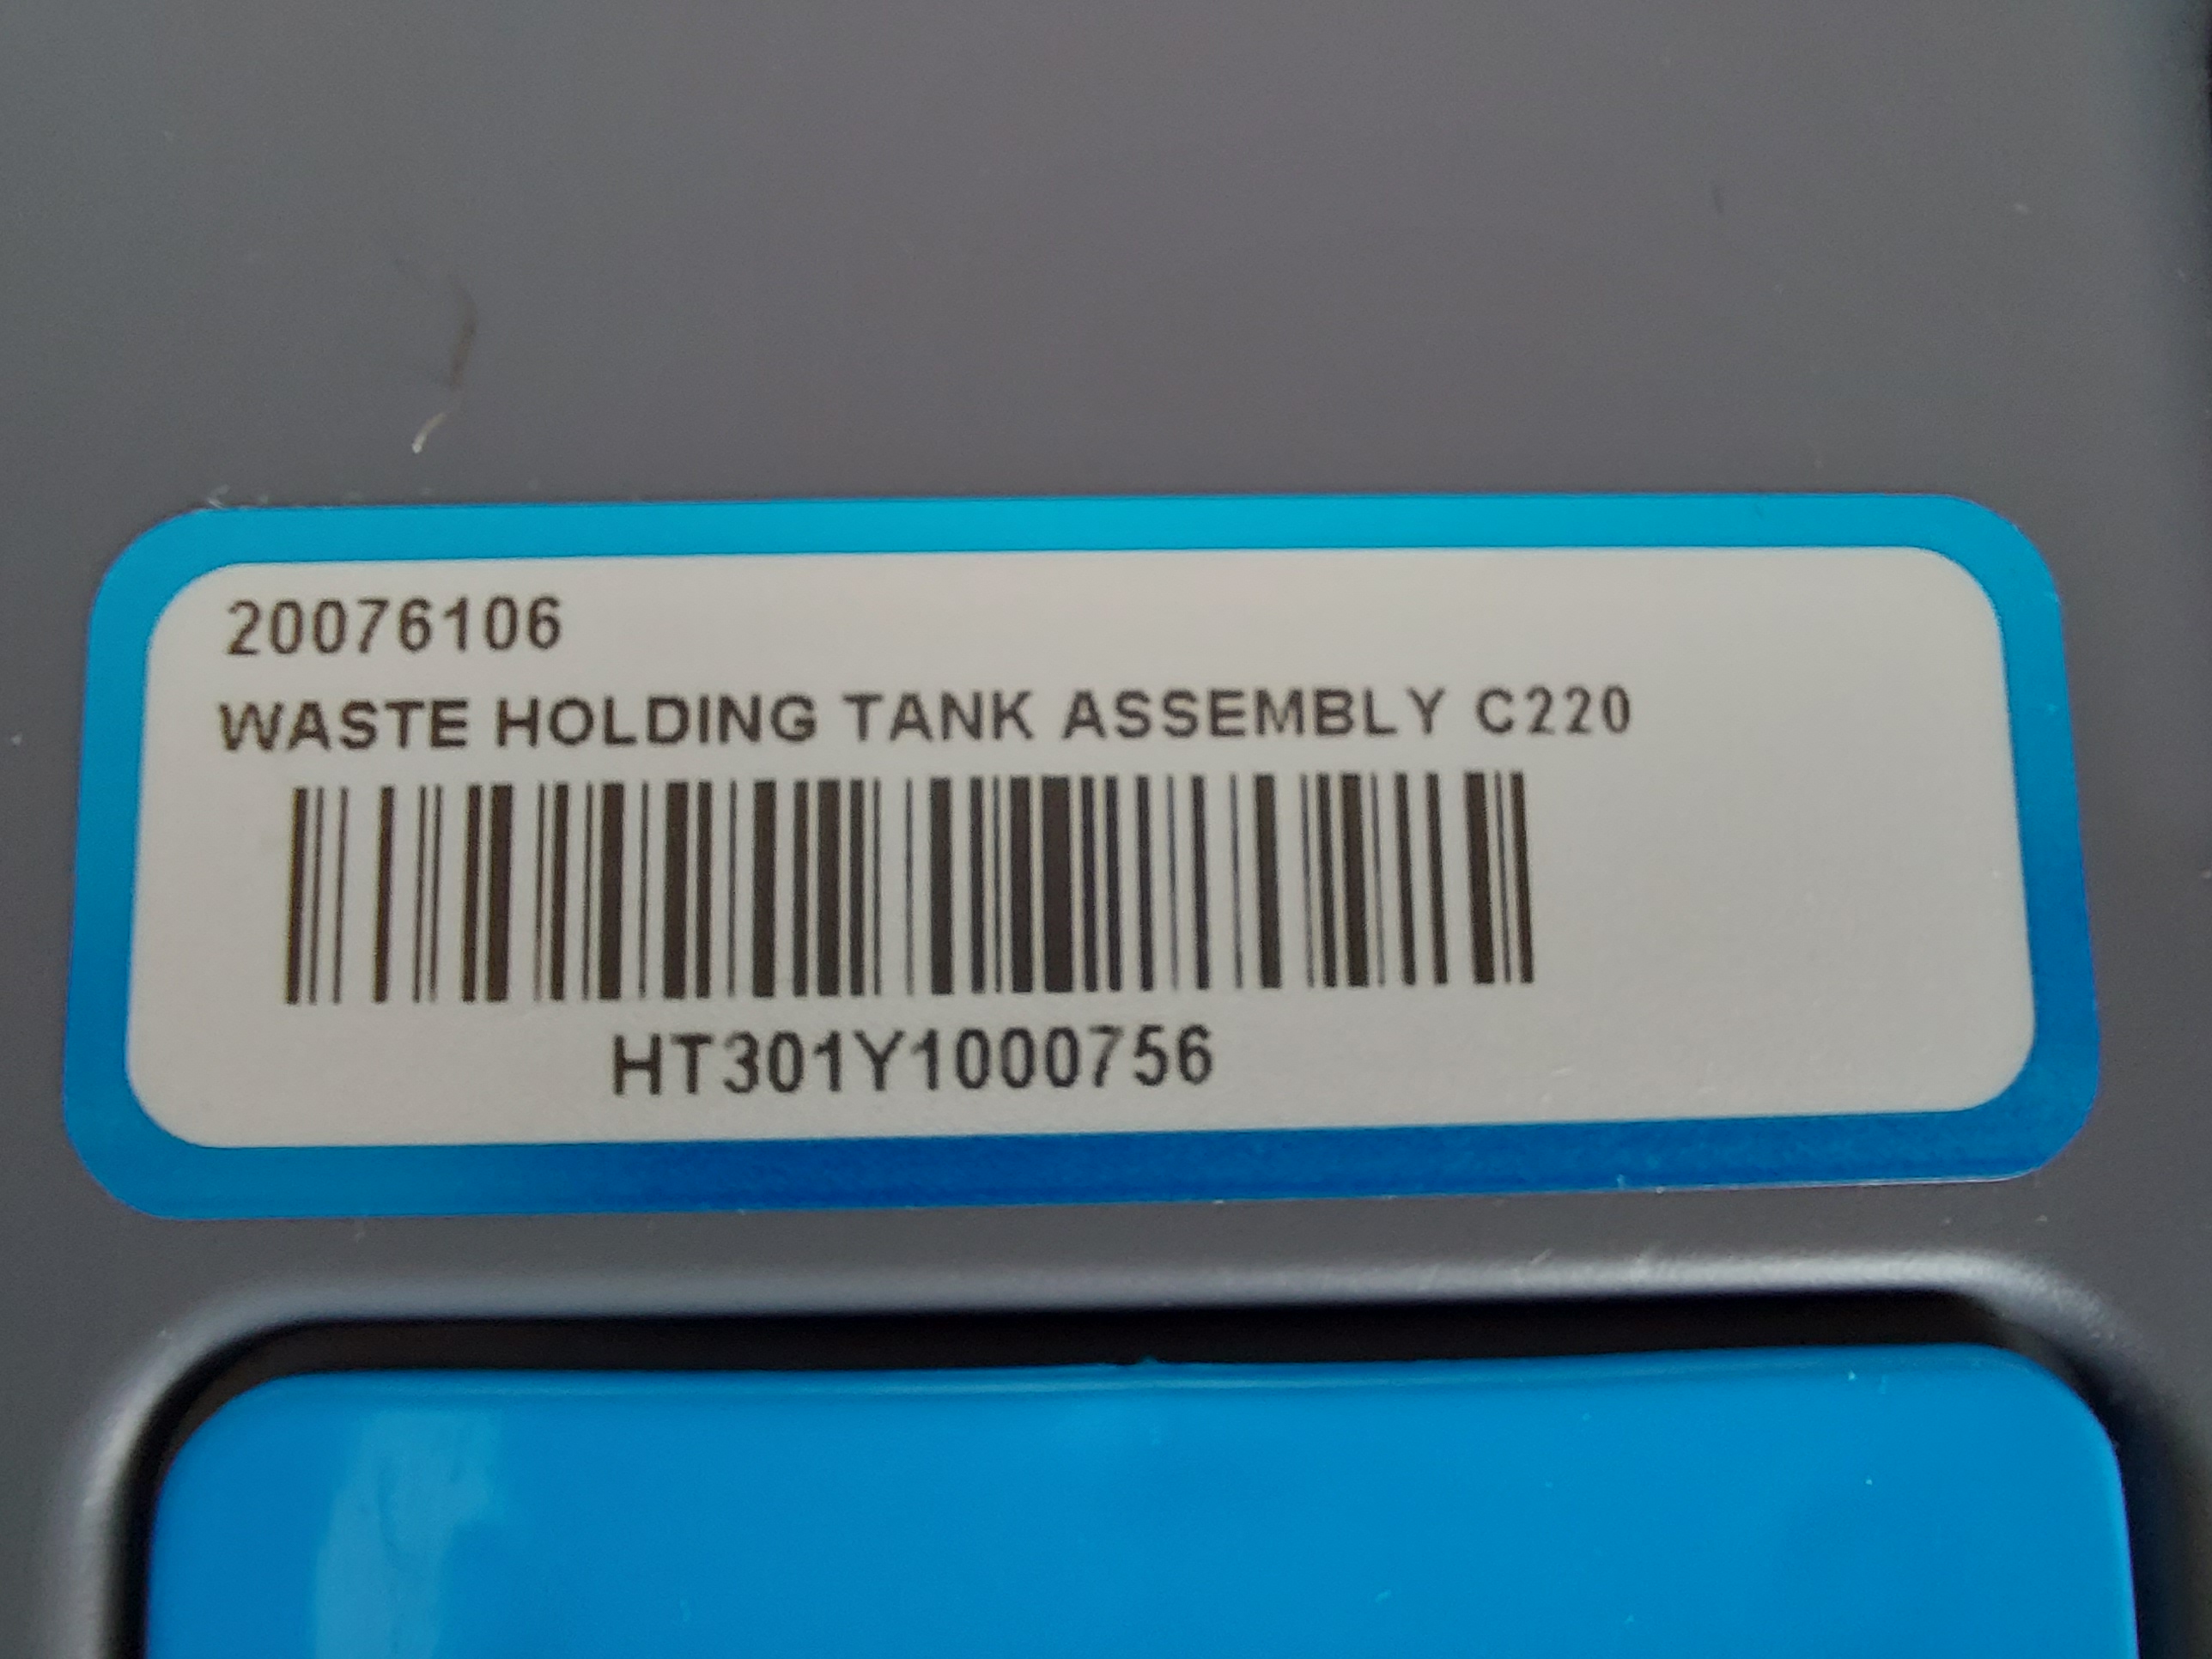 20076106
WASTE HOLDING TANK ASSEMBLY C220
HT301Y1000756